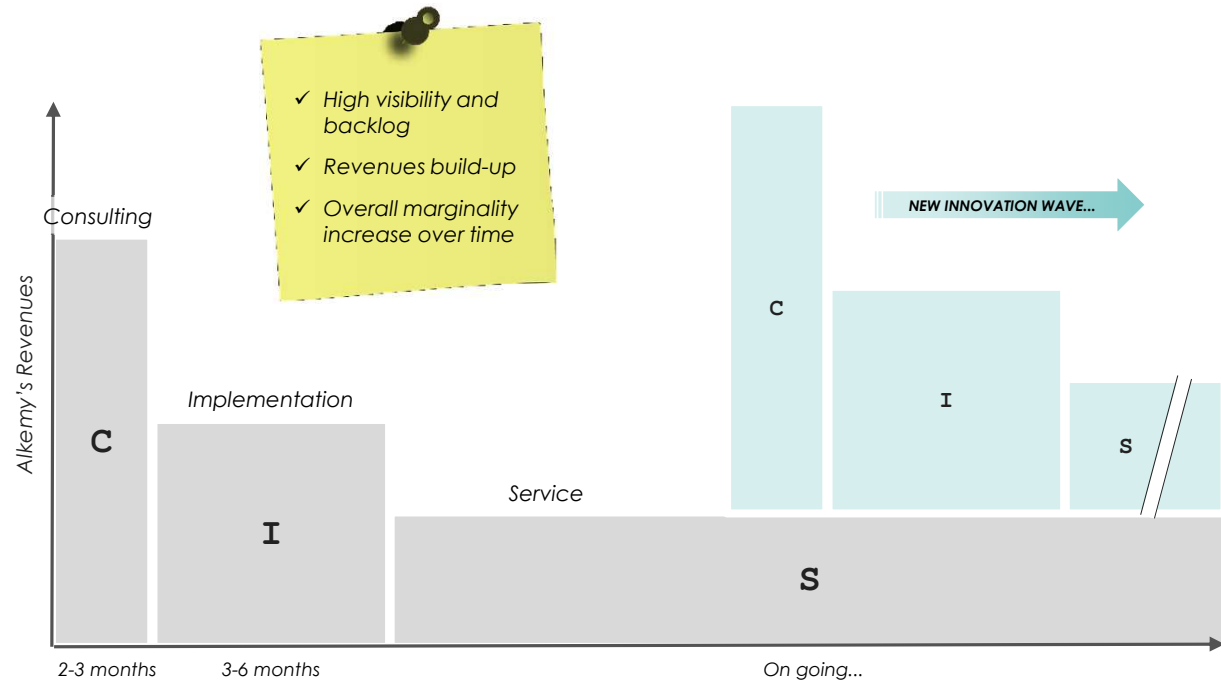 ✓ High visibility and
backlog
✓ Revenues build-up
✓ Overall marginality
increase over time
Alkemy's Revenues
Consulting
C
Implementation
I
Service
S
NEW INNOVATION WAVE...
C
I
S
2-3 months
3-6 months
On going...